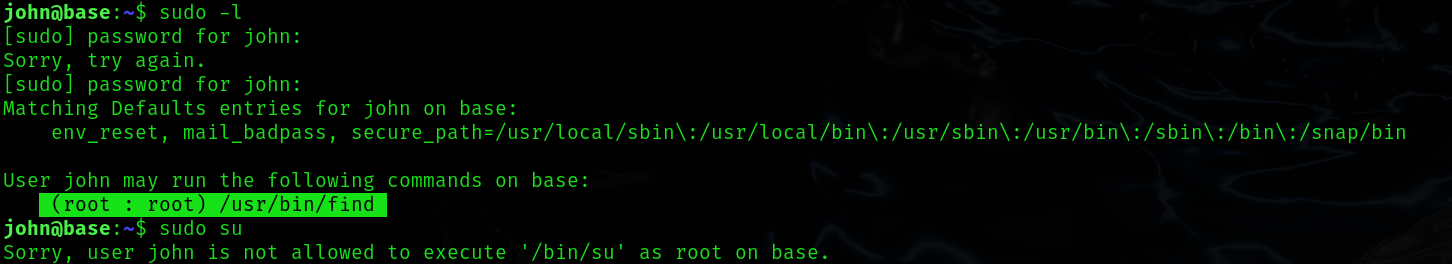 john@base:~$ sudo -l
[sudo] password for john:
Sorry, try again.
[sudo] password for john:
Matching Defaults entries for john on base:
    env_reset, mail_badpass, secure_path=/usr/local/sbin\:/usr/local/bin\:/usr/sbin\:/usr/bin\:/sbin\:/bin\:/snap/bin

User john may run the following commands on base:
    (root : root) /usr/bin/find
john@base:~$ sudo su
Sorry, user john is not allowed to execute '/bin/su' as root on base.